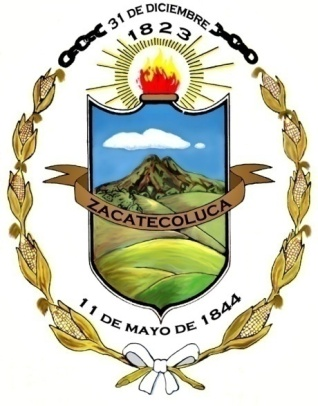 31 DE DICIEMBRE
1823
ZACATECOLUCA
11 DE MAYO DE 1844